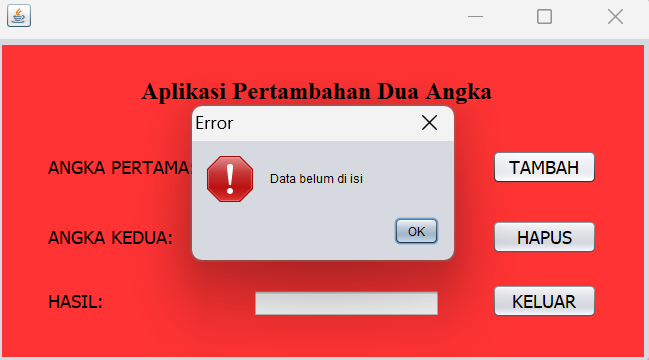 Aplikasi Pertambahan Dua Angka
Error
Data belum di isi
OK
ANGKA PERTAMA:
TAMBAH
ANGKA KEDUA:
HAPUS
HASIL:
KELUAR